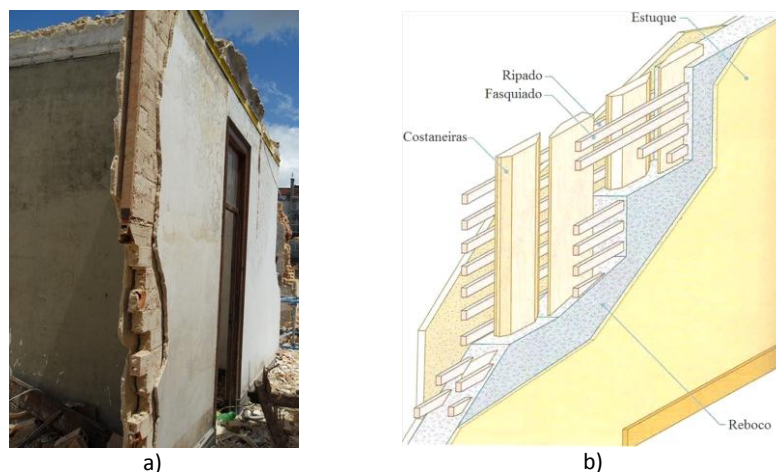 Estuque
Ripado
Fasquiado
Costaneiras
Reboco
a)
b)